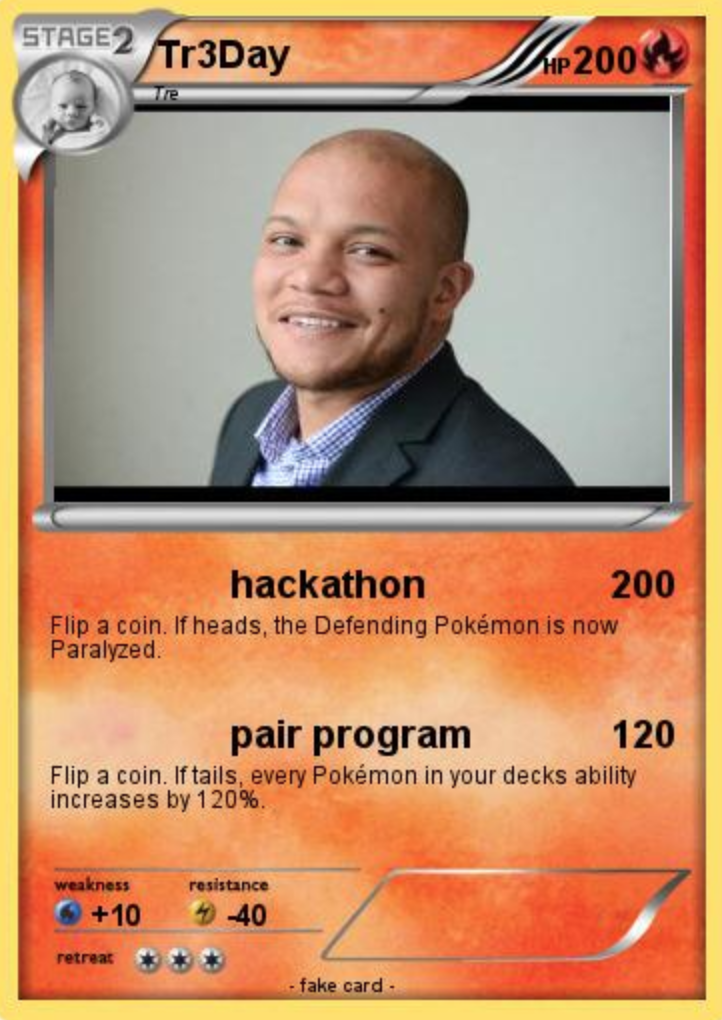 STAGE2
Tr3Day
HP200
Tre
hackathon 200
Flip a coin. If heads, the Defending Pokémon is now
Paralyzed.
pair program 120
Flip a coin. If tails, every Pokémon in your decks ability
increases by 120%.
weakness resistance
+10 -40
retreat
- fake card -